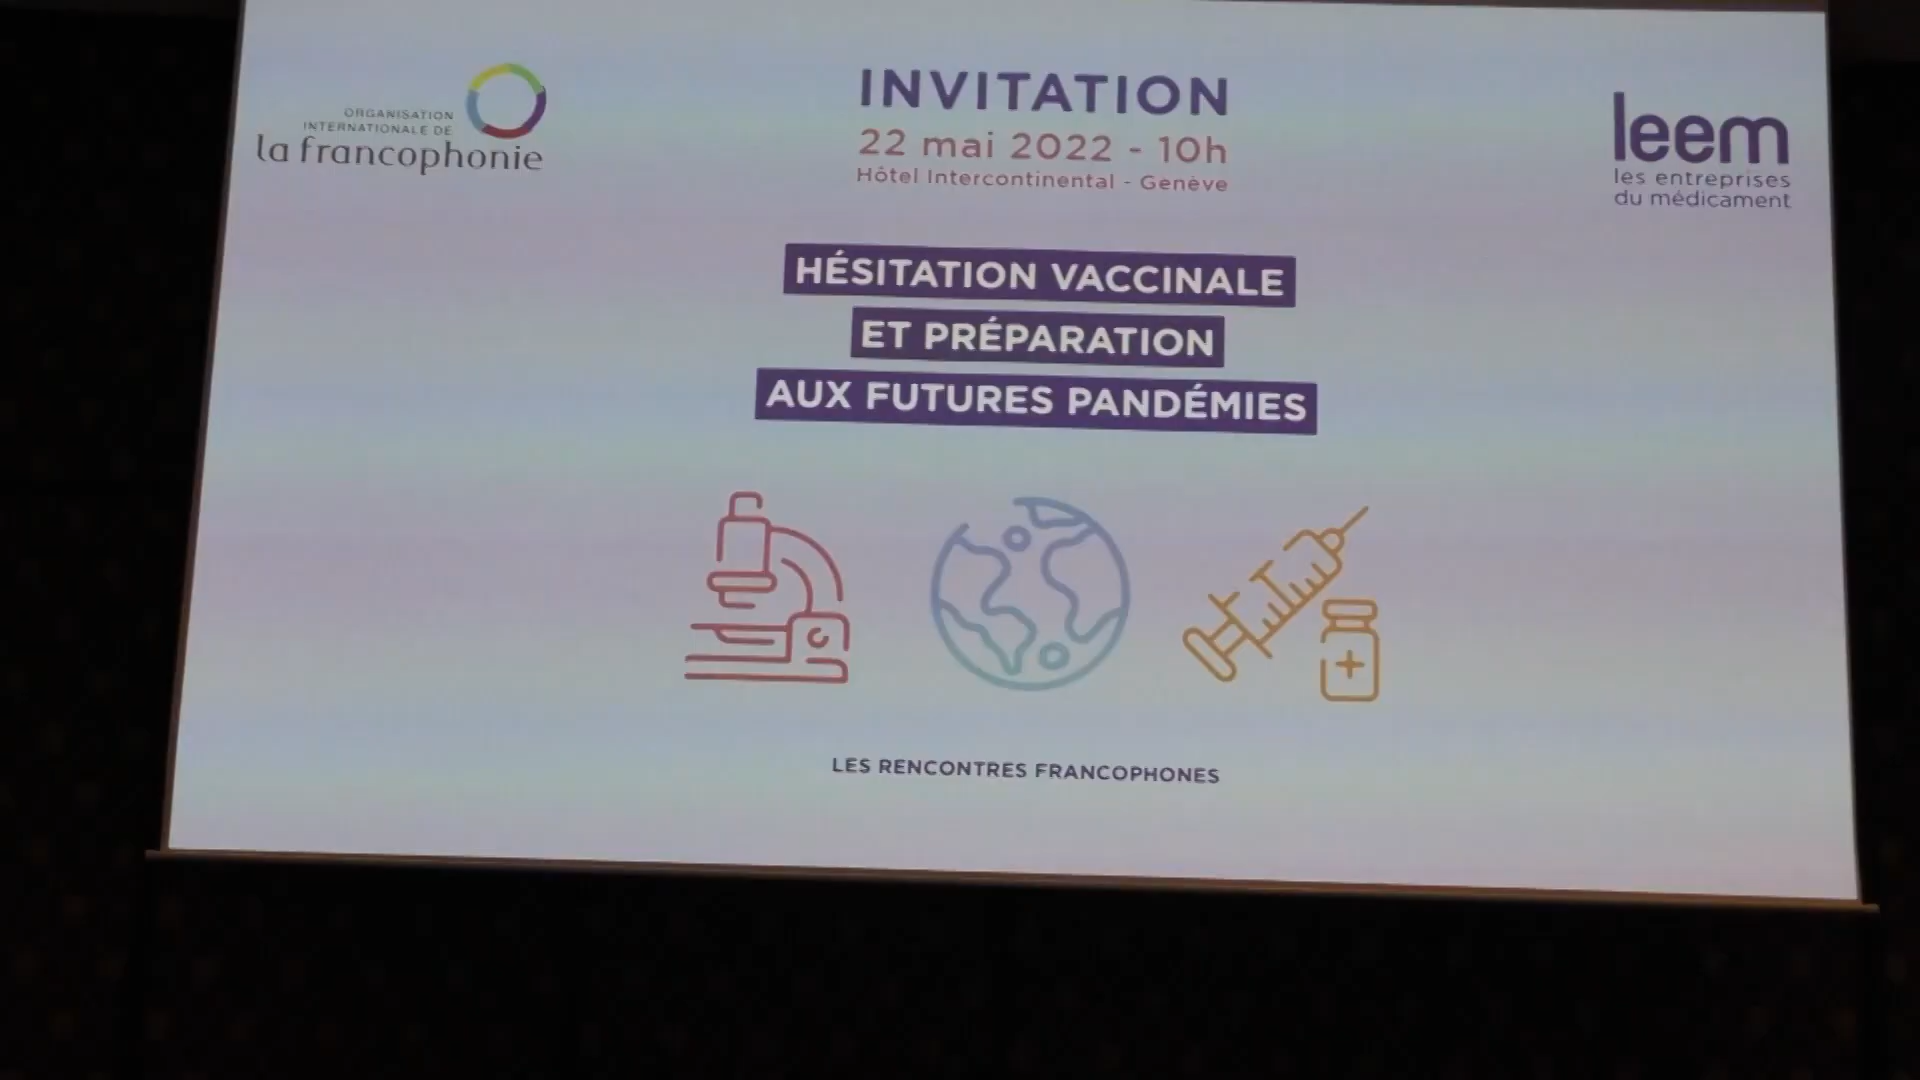 ORGANISATION
INTERNATIONALE DE
la francophonie
INVITATION
22 mai 2022 - 10h
Hôtel Intercontinental - Genève
leem
les entreprises
du médicament
HÉSITATION VACCINALE
ET PRÉPARATION
AUX FUTURES PANDÉMIES
LES RENCONTRES FRANCOPHONES